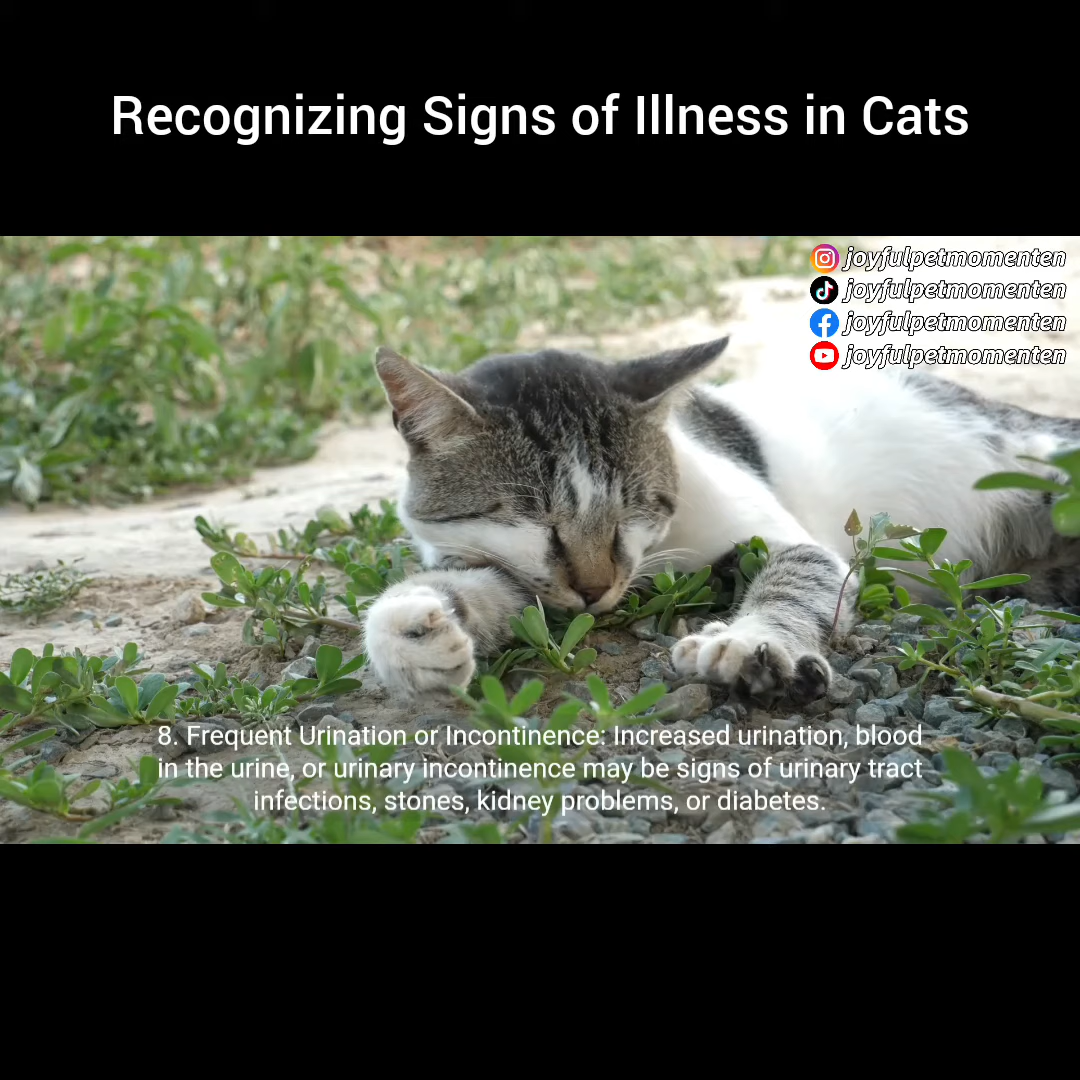 Recognizing Signs of Illness in Cats
joyfulpetmomenten
joyfulpetmomenten
joyfulpetmomenten
joyfulpetmomenten
8. Frequent Urination or Incontinence: Increased urination, blood
in the urine, or urinary incontinence may be signs of urinary tract
infections, stones, kidney problems, or diabetes.